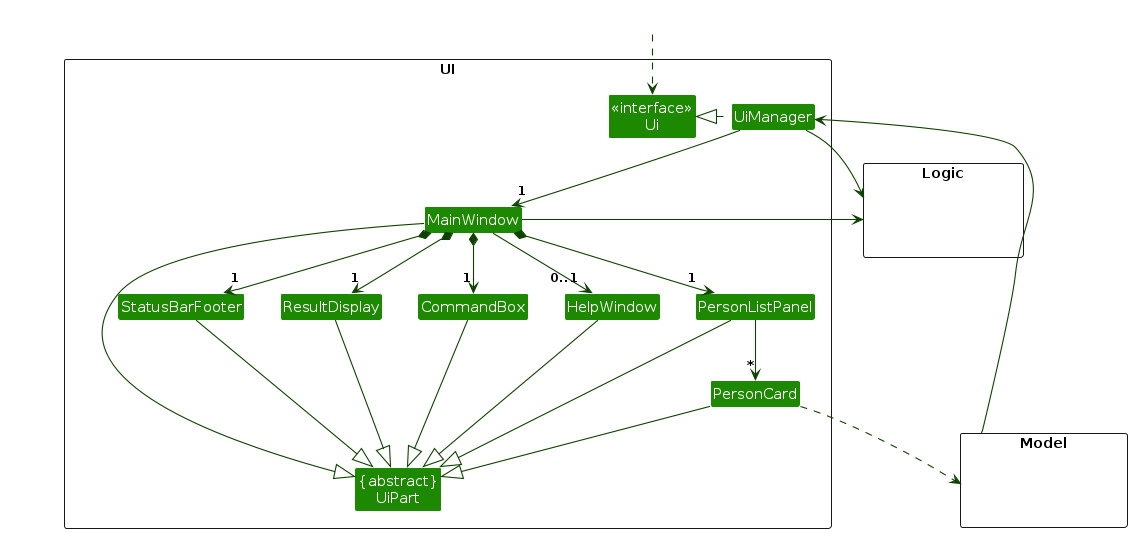 UI
«interface»
Ui
UiManager
Logic
1
MainWindow
1
1
1
0..1
1
StatusBarFooter
ResultDisplay
CommandBox
HelpWindow
PersonListPanel
*
PersonCard
Model
{abstract}
UiPart